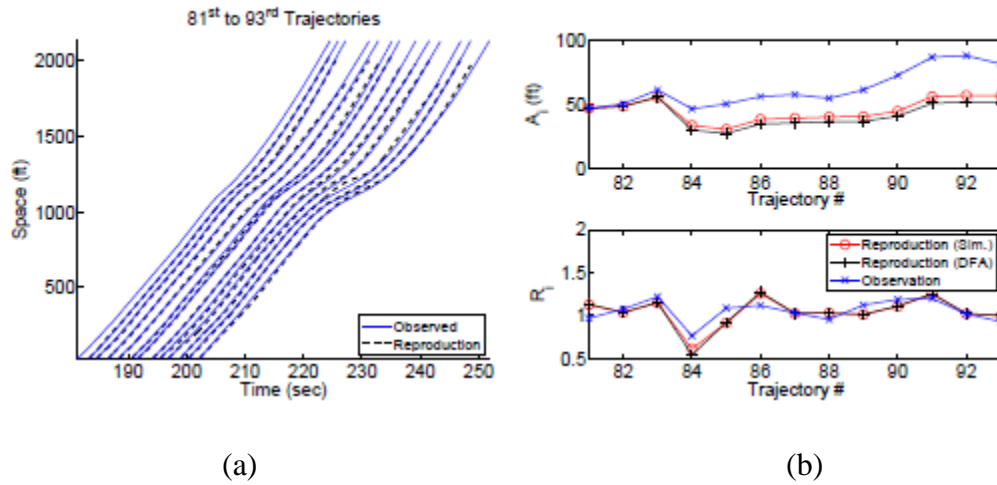 81st to 93rd Trajectories
Space (ft)
2000
1500
1000
500
190 200 210 220 230 240 250
Time (sec)
Observed
Reproduction
(a)
A_i (ft)
100
50
0
82 84 86 88 90 92
Trajectory #
R_i
2
1.5
1
0.5
Reproduction (Sim.)
Reproduction (DFA)
Observation
82 84 86 88 90 92
Trajectory #
(b)